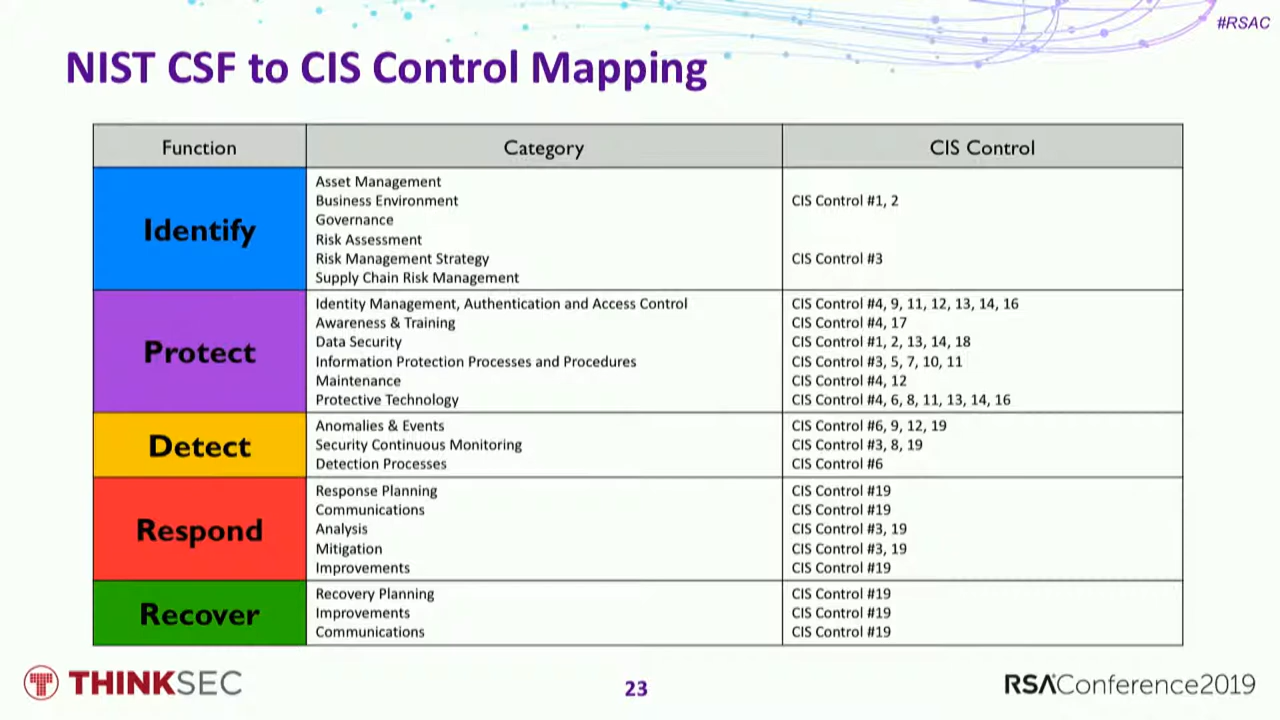 #RSAC
NIST CSF to CIS Control Mapping
Function Category CIS Control
Identify
Asset Management
Business Environment CIS Control #1, 2
Governance
Risk Assessment
Risk Management Strategy CIS Control #3
Supply Chain Risk Management
Protect
Identity Management, Authentication and Access Control CIS Control #4, 9, 11, 12, 13, 14, 16
Awareness & Training CIS Control #4, 17
Data Security CIS Control #1, 2, 13, 14, 18
Information Protection Processes and Procedures CIS Control #3, 5, 7, 10, 11
Maintenance CIS Control #4, 12
Protective Technology CIS Control #4, 6, 8, 11, 13, 14, 16
Detect
Anomalies & Events CIS Control #6, 9, 12, 19
Security Continuous Monitoring CIS Control #3, 8, 19
Detection Processes CIS Control #6
Respond
Response Planning CIS Control #19
Communications CIS Control #19
Analysis CIS Control #3, 19
Mitigation CIS Control #3, 19
Improvements CIS Control #19
Recover
Recovery Planning CIS Control #19
Improvements CIS Control #19
Communications CIS Control #19
THINKSEC
23
RSAConference2019